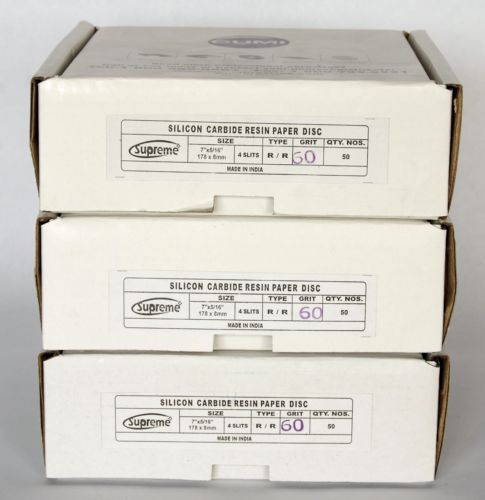 CUMI
SILICON CARBIDE RESIN PAPER DISC
Supreme
SIZE TYPE GRIT QTY. NOS.
7"x5/16"
178 x 8mm 4 SLITS R / R 60 50
MADE IN INDIA
SILICON CARBIDE RESIN PAPER DISC
Supreme
SIZE TYPE GRIT QTY. NOS.
7"x5/16"
178 x 8mm 4 SLITS R / R 60 50
MADE IN INDIA
SILICON CARBIDE RESIN PAPER DISC
Supreme
SIZE TYPE GRIT QTY. NOS.
7"x5/16"
178 x 8mm 4 SLITS R / R 60 50
MADE IN INDIA